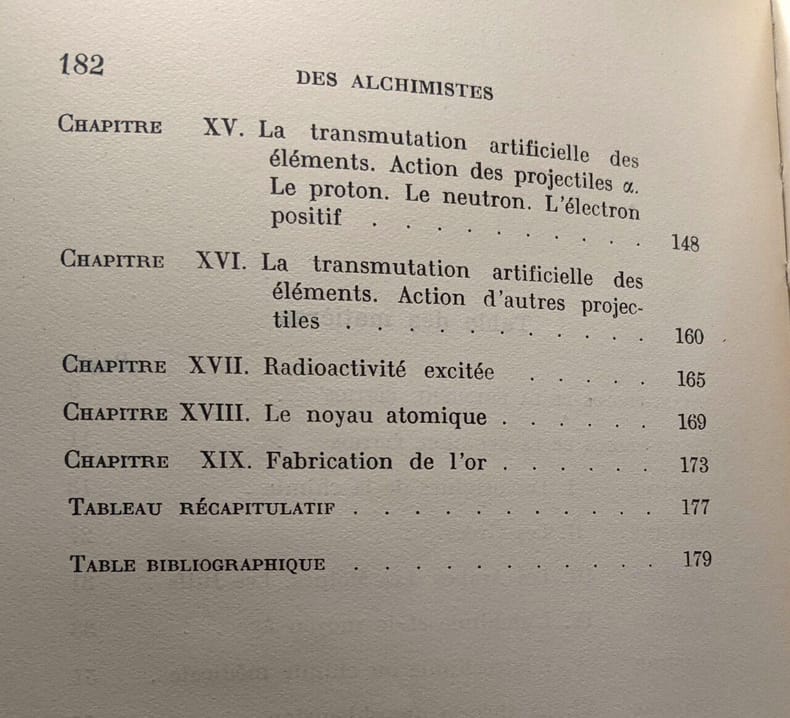 182
DES ALCHIMISTES
CHAPITRE XV. La transmutation artificielle des
éléments. Action des projectiles α.
Le proton. Le neutron. L'électron
positif . . . . . . . . . . 148
CHAPITRE XVI. La transmutation artificielle des
éléments. Action d'autres projec-
tiles . . . . . . . . . . . 160
CHAPITRE XVII. Radioactivité excitée . . . . . 165
CHAPITRE XVIII. Le noyau atomique . . . . . . 169
CHAPITRE XIX. Fabrication de l'or . . . . . . 173
TABLEAU RÉCAPITULATIF . . . . . . . . . . . 177
TABLE BIBLIOGRAPHIQUE . . . . . . . . . . . 179